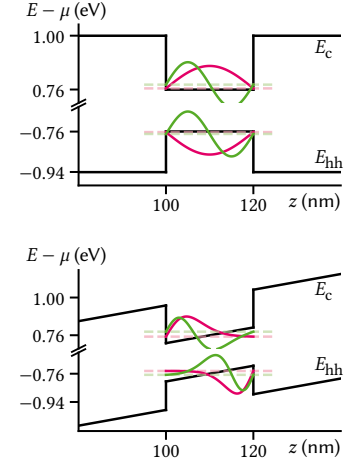 E − μ (eV)
1.00
E_c
0.76
−0.76
−0.94
E_hh
100
120
z (nm)
E − μ (eV)
1.00
E_c
0.76
−0.76
E_hh
−0.94
100
120
z (nm)